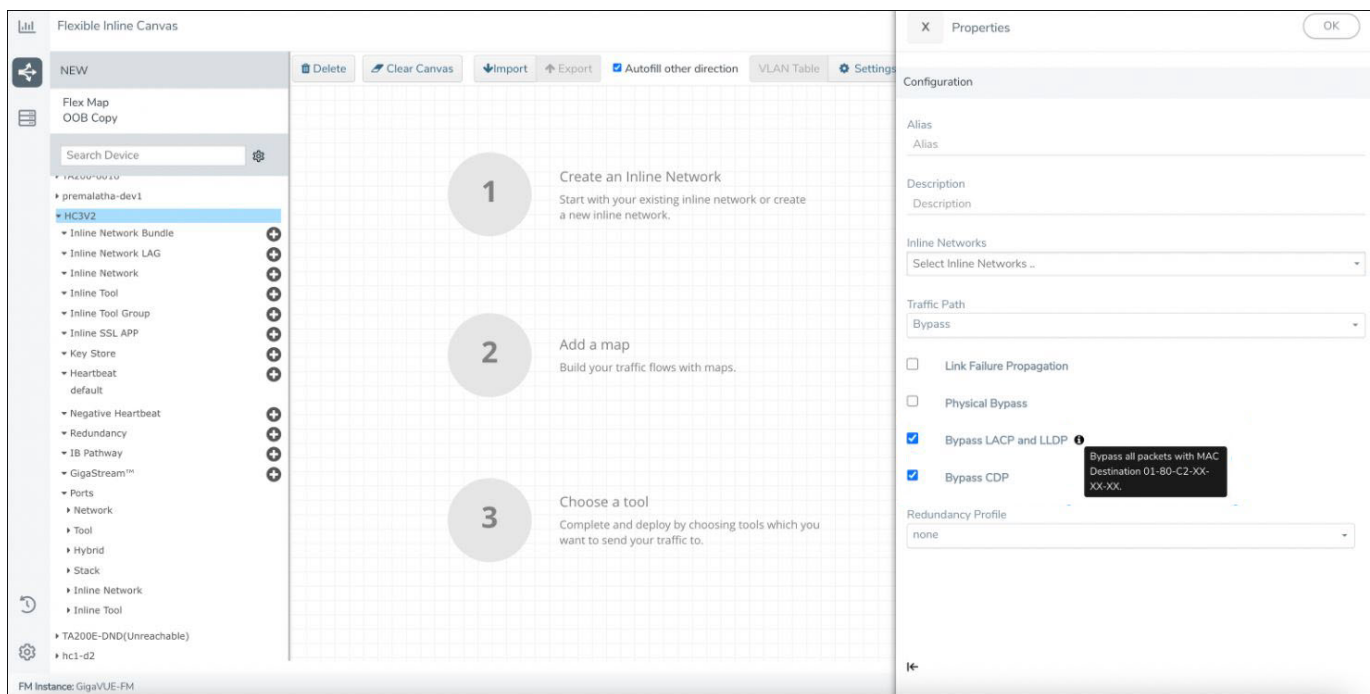 Flexible Inline Canvas
NEW
Flex Map
OOB Copy
Search Device
premalatha-dev1
HC3V2
Inline Network Bundle
Inline Network LAG
Inline Network
Inline Tool
Inline Tool Group
Inline SSL APP
Key Store
Heartbeat
default
Negative Heartbeat
Redundancy
IB Pathway
GigaStream™
Ports
Network
Tool
Hybrid
Stack
Inline Network
Inline Tool
TA200E-DND(Unreachable)
hc1-d2
FM Instance: GigaVUE-FM
Delete Clear Canvas Import Export Autofill other direction VLAN Table Settings
1
Create an Inline Network
Start with your existing inline network or create
a new inline network.
2
Add a map
Build your traffic flows with maps.
3
Choose a tool
Complete and deploy by choosing tools which you
want to send your traffic to.
X Properties OK
Configuration
Alias
Alias
Description
Description
Inline Networks
Select Inline Networks ..
Traffic Path
Bypass
Link Failure Propagation
Physical Bypass
Bypass LACP and LLDP
Bypass all packets with MAC
Destination 01-80-C2-XX-
XX-XX.
Bypass CDP
Redundancy Profile
none